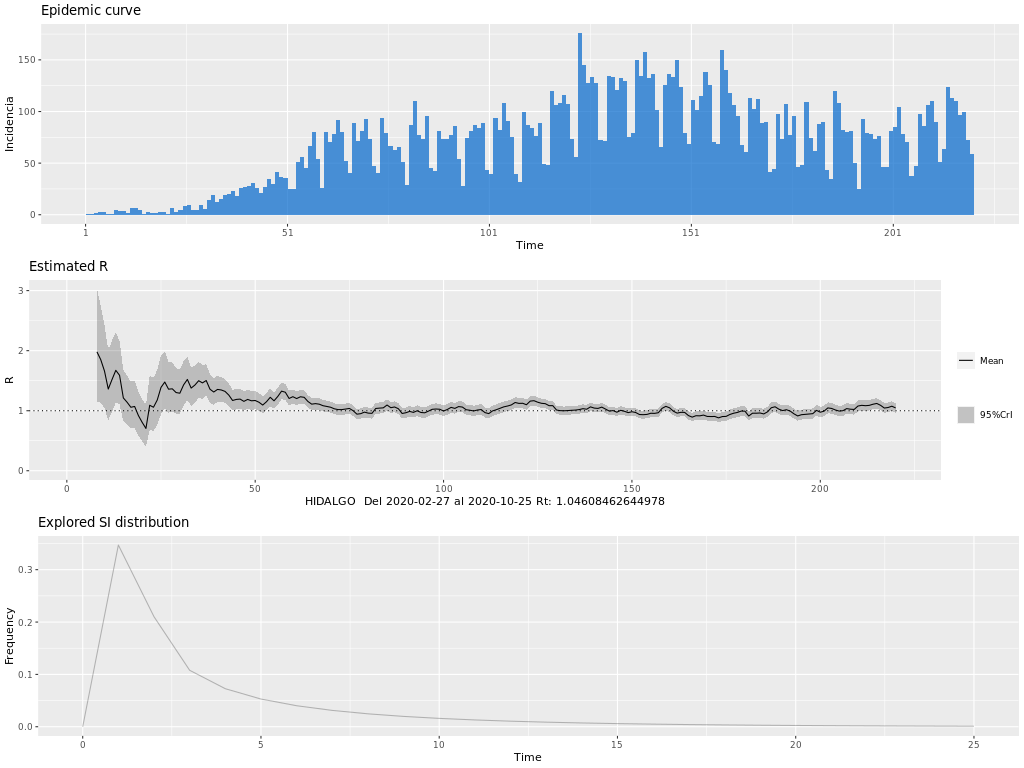 Epidemic curve
Incidencia
150
100
50
0
1 51 101 151 201
Time
Estimated R
R
3
2
1
0
0 50 100 150 200
HIDALGO Del 2020-02-27 al 2020-10-25 Rt: 1.04608462644978
Mean
95%CrI
Explored SI distribution
Frequency
0.3
0.2
0.1
0.0
0 5 10 15 20 25
Time